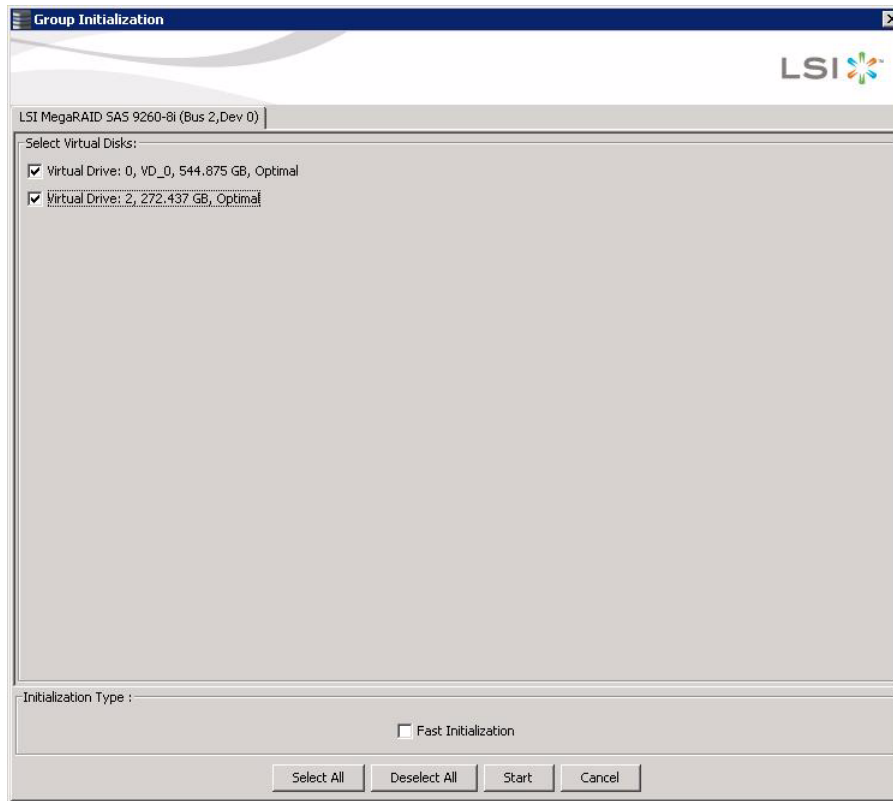 Group Initialization
LSI
LSI MegaRAID SAS 9260-8i (Bus 2,Dev 0)
Select Virtual Disks:
Virtual Drive: 0, VD_0, 544.875 GB, Optimal
Virtual Drive: 2, 272.437 GB, Optimal
Initialization Type :
Fast Initialization
Select All Deselect All Start Cancel